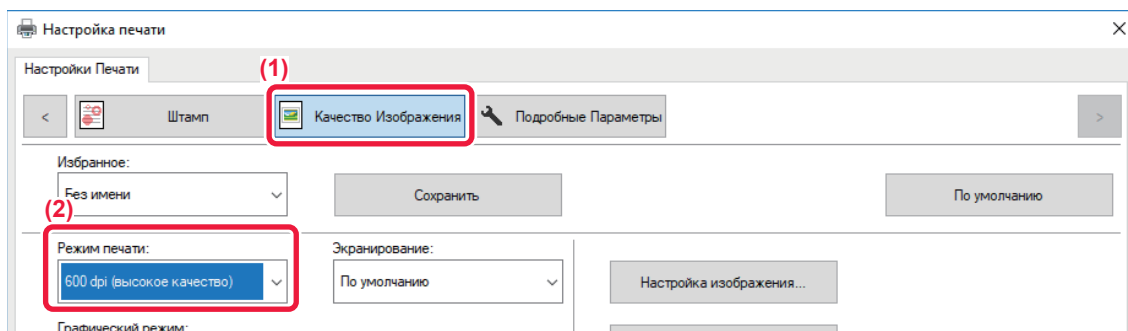 Настройка печати
Настройки Печати
(1)
< Штамп Качество Изображения Подробные Параметры >
Избранное:
Без имени Сохранить По умолчанию
(2)
Режим печати: Экранирование:
600 dpi (высокое качество) По умолчанию Настройка изображения...
Графический режим: